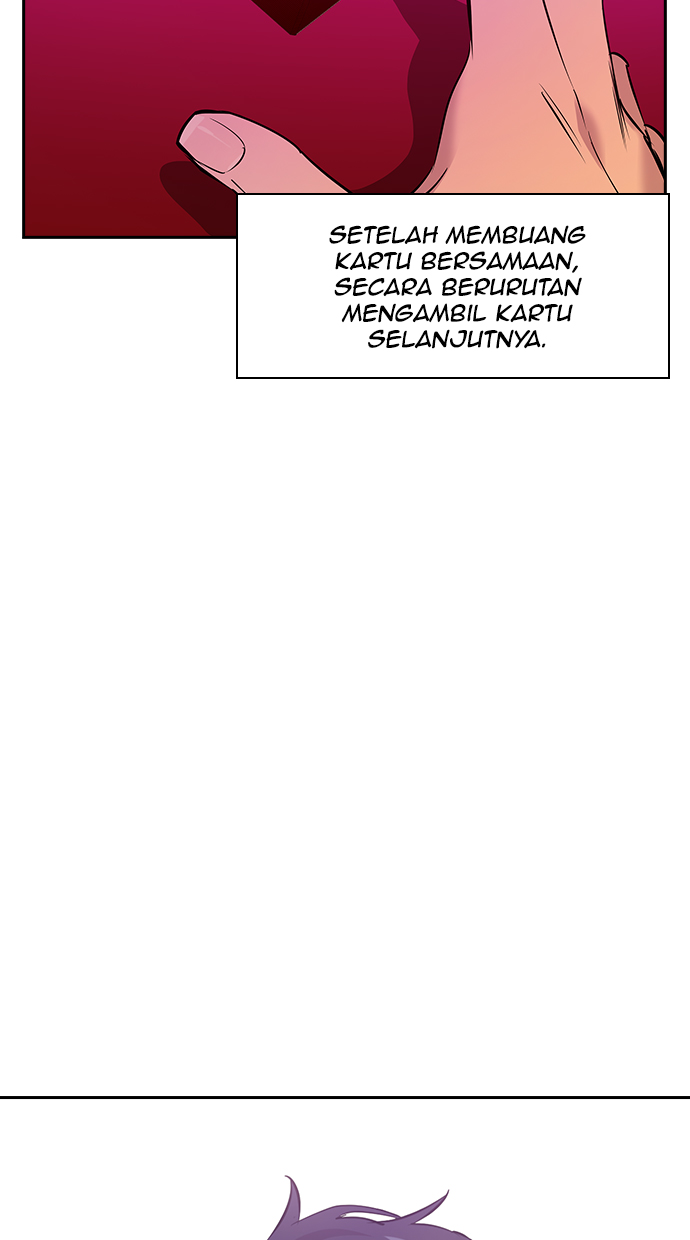 SETELAH MEMBUANG
KARTU BERSAMAAN,
SECARA BERURUTAN
MENGAMBIL KARTU
SELANJUTNYA.